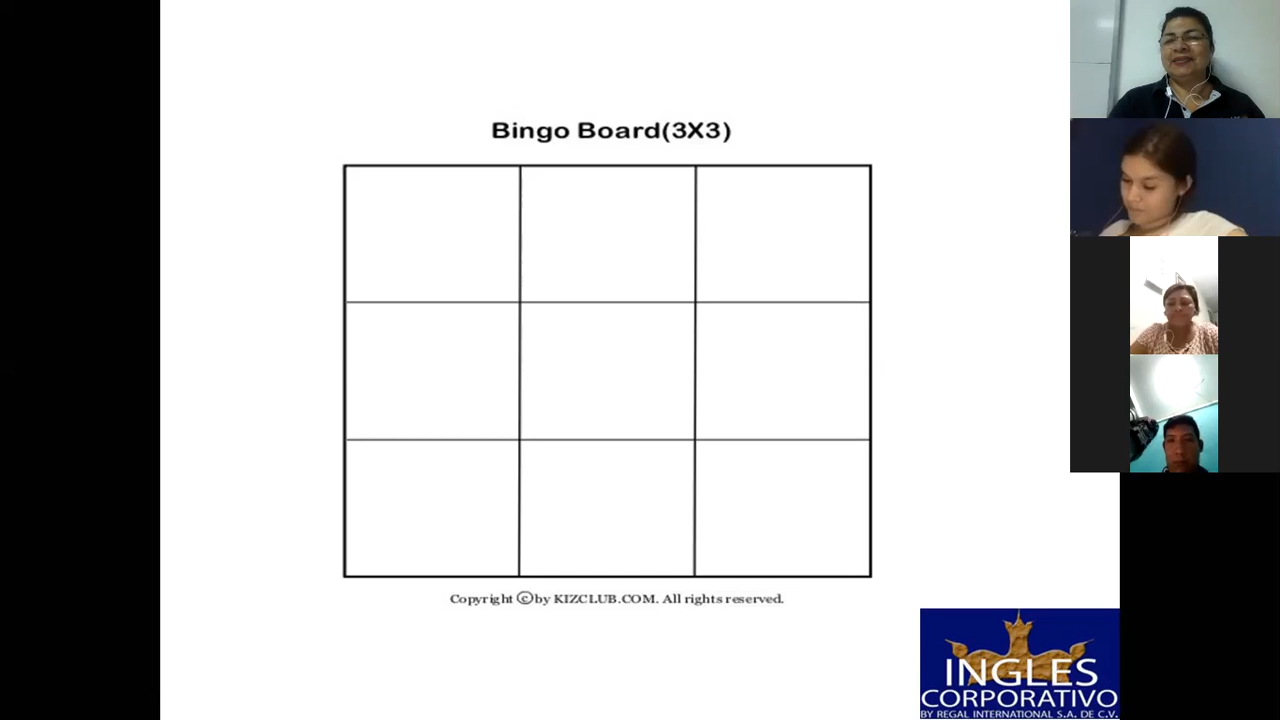 Bingo Board(3X3)
Copyright ©by KIZCLUB.COM. All rights reserved.
INGLES
CORPORATIVO
BY REGAL INTERNATIONAL S.A. DE C.V.